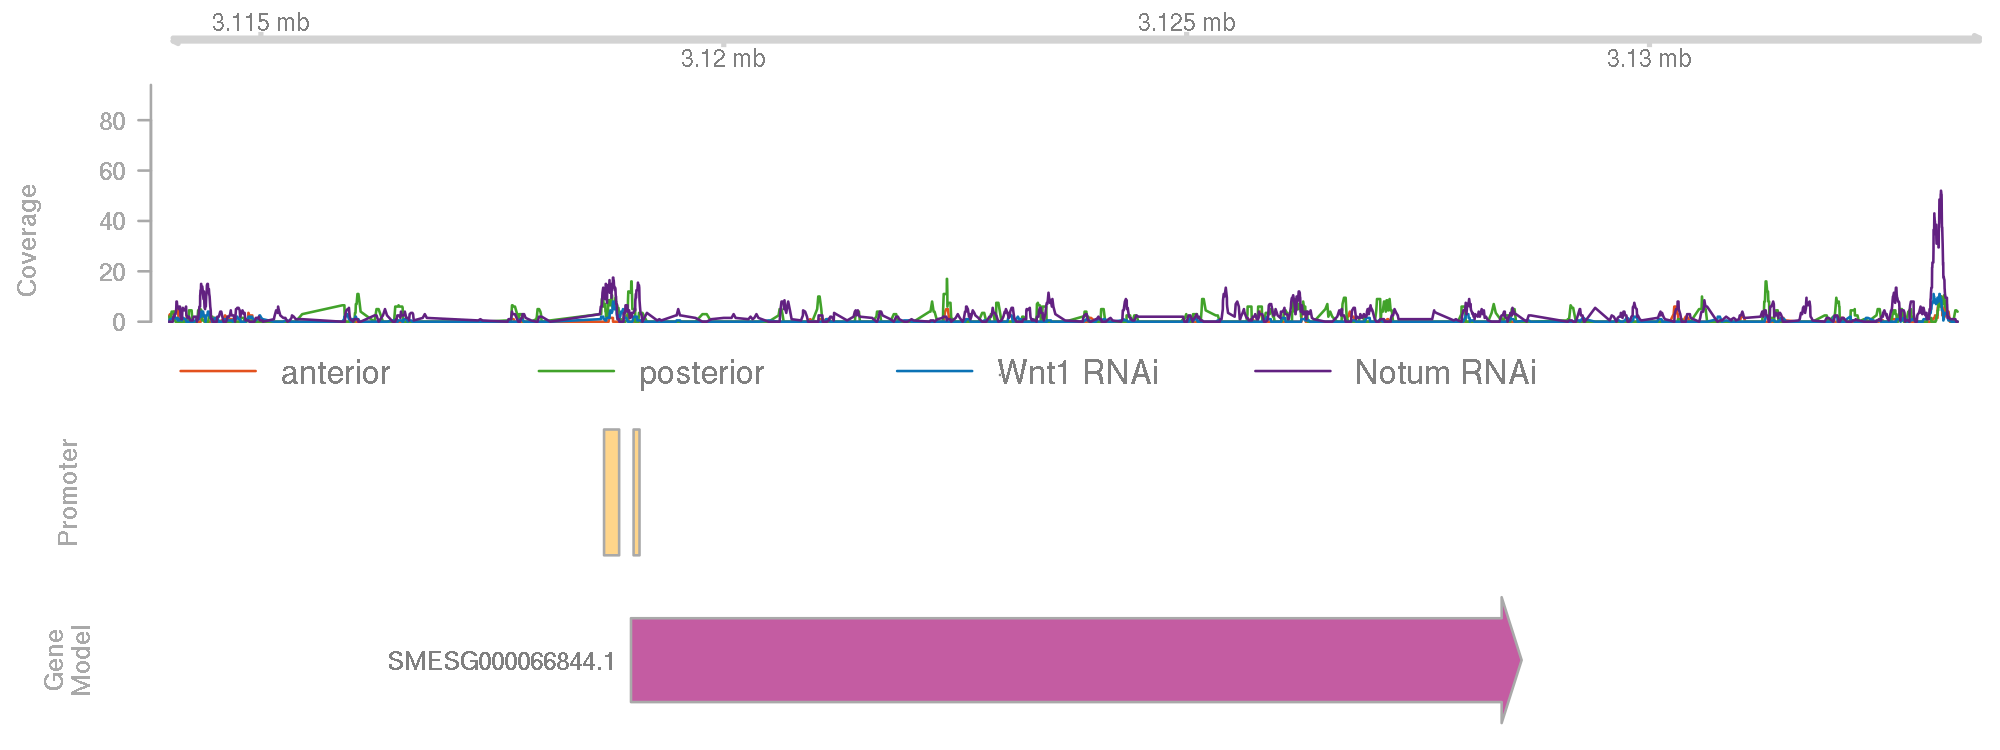 3.115 mb
3.125 mb
3.12 mb
3.13 mb
80
60
40
20
0
Coverage
anterior
posterior
Wnt1 RNAi
Notum RNAi
Promoter
Gene
Model
SMESG000066844.1